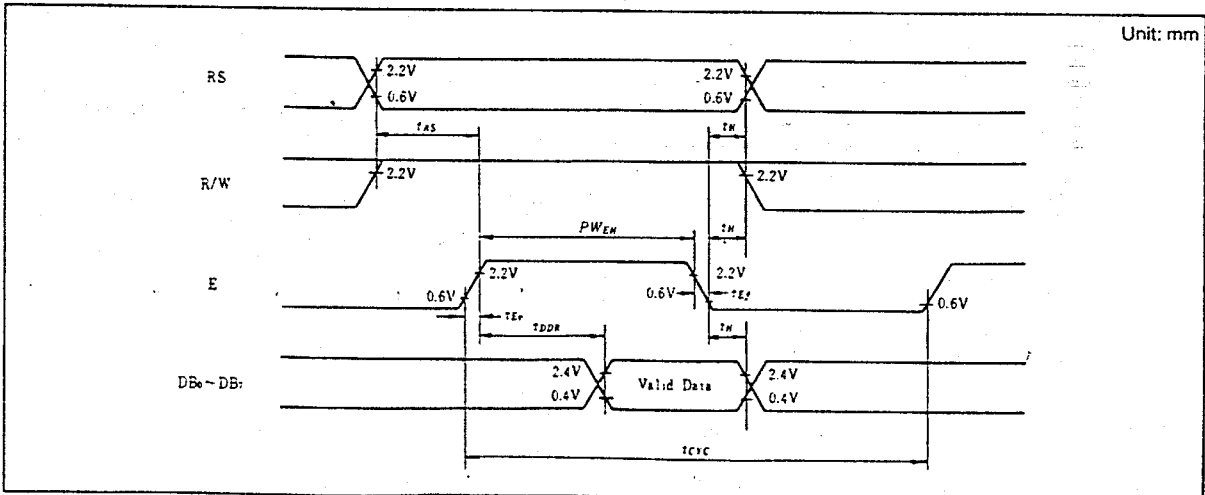 Unit: mm
RS
2.2V
0.6V
2.2V
0.6V
tAS
tH
R/W
2.2V
2.2V
PWEH
tH
E
0.6V
2.2V
0.6V
2.2V
tEf
0.6V
tEr
tDDR
tH
DB0~DB7
2.4V
0.4V
Valid Data
2.4V
0.4V
tCYC